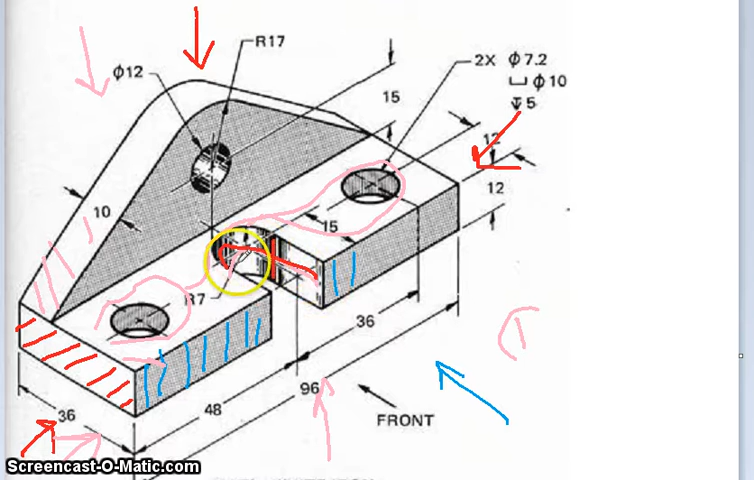 R17
2X ϕ7.2
⌴ ϕ10
↧5
ϕ12
15
12
12
10
15
R7
36
96
48
36
FRONT
Screencast-O-Matic.com